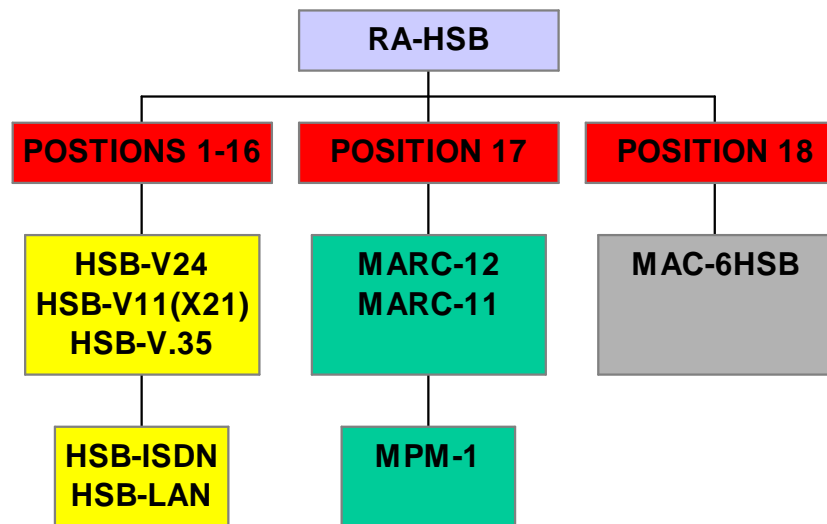 RA-HSB
POSTIONS 1-16
POSITION 17
POSITION 18
HSB-V24
HSB-V11(X21)
HSB-V.35
MARC-12
MARC-11
MAC-6HSB
HSB-ISDN
HSB-LAN
MPM-1